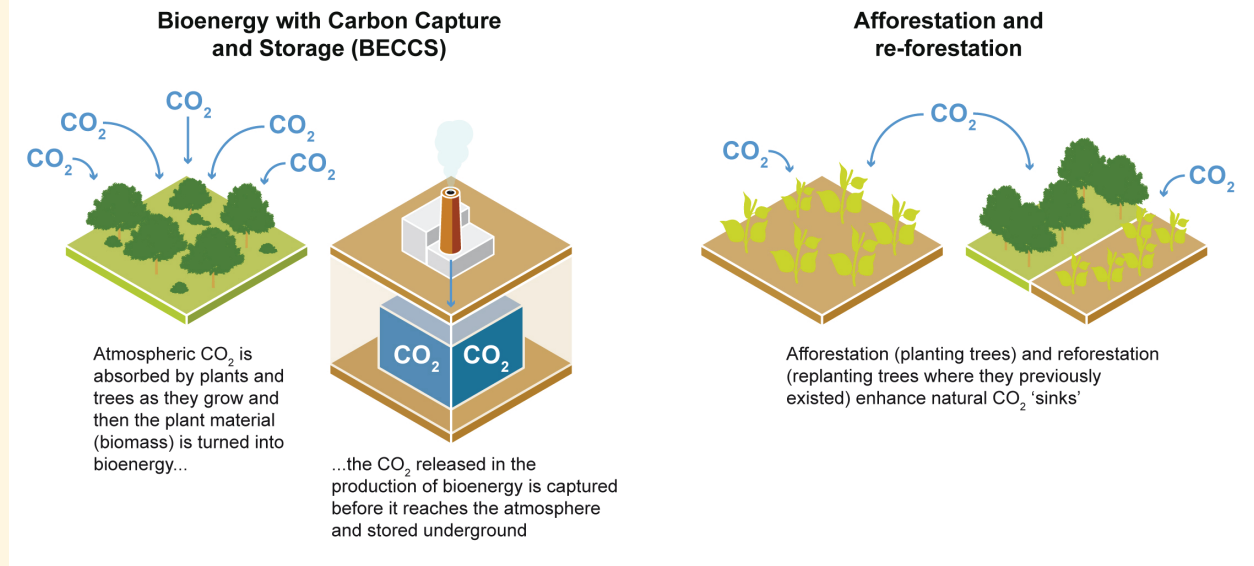 Bioenergy with Carbon Capture
and Storage (BECCS)
CO₂
CO₂
CO₂
CO₂
CO₂
CO₂ CO₂
Atmospheric CO₂ is
absorbed by plants and
trees as they grow and
then the plant material
(biomass) is turned into
bioenergy...
...the CO₂ released in the
production of bioenergy is captured
before it reaches the atmosphere
and stored underground
Afforestation and
re-forestation
CO₂
CO₂
CO₂
Afforestation (planting trees) and reforestation
(replanting trees where they previously
existed) enhance natural CO₂ ‘sinks’